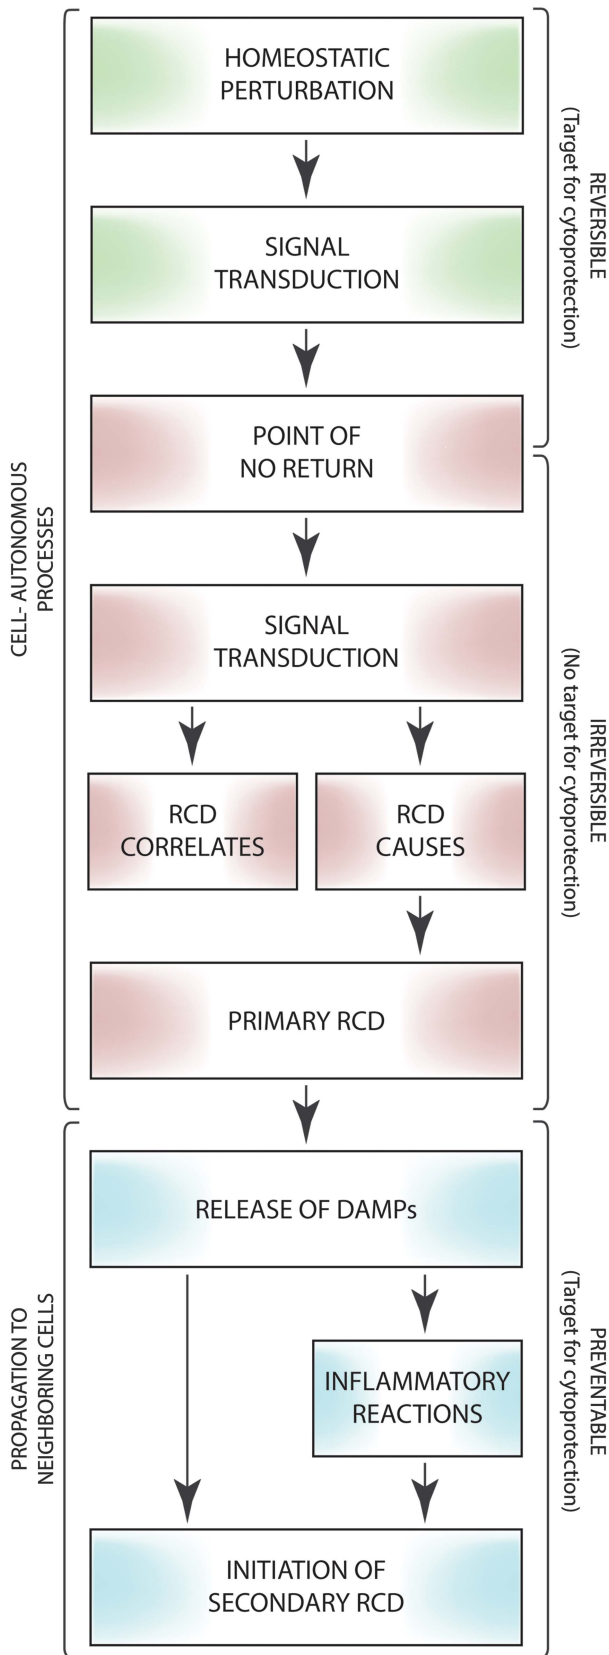 HOMEOSTATIC
PERTURBATION
REVERSIBLE
(Target for cytoprotection)
SIGNAL
TRANSDUCTION
POINT OF
NO RETURN
CELL- AUTONOMOUS
PROCESSES
SIGNAL
TRANSDUCTION
IRREVERSIBLE
(No target for cytoprotection)
RCD
CORRELATES
RCD
CAUSES
PRIMARY RCD
RELEASE OF DAMPs
PROPAGATION TO
NEIGHBORING CELLS
PREVENTABLE
(Target for cytoprotection)
INFLAMMATORY
REACTIONS
INITIATION OF
SECONDARY RCD